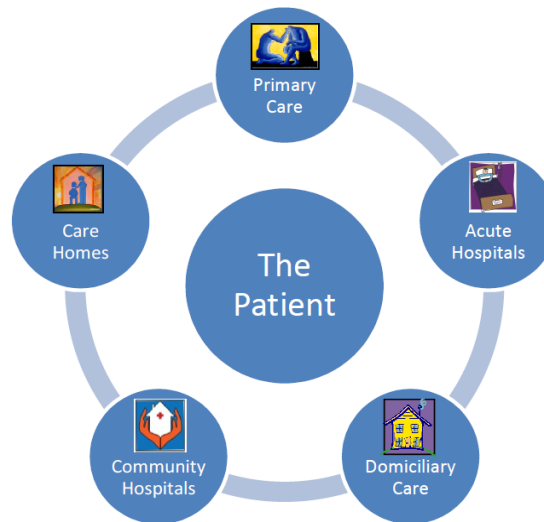 Primary
Care
Care
Homes
Acute
Hospitals
The
Patient
Community
Hospitals
Domiciliary
Care